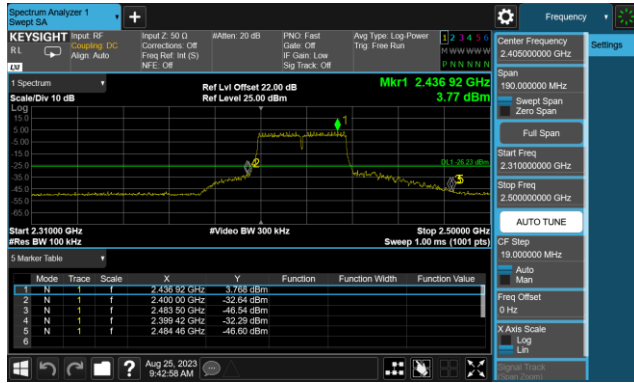 Spectrum Analyzer 1
Swept SA
+
Frequency
KEYSIGHT
RL
LXI
Input: RF
Coupling: DC
Align: Auto
Input Z: 50 Ω
Corrections: Off
Freq Ref: Int (S)
NFE: Off
#Atten: 20 dB
PNO: Fast
Gate: Off
IF Gain: Low
Sig Track: Off
Avg Type: Log-Power
Trig: Free Run
1 2 3 4 5 6
M W W W W W
P N N N N N
Settings
1 Spectrum
Scale/Div 10 dB
Log
Ref Lvl Offset 22.00 dB
Ref Level 25.00 dBm
Mkr1 2.436 92 GHz
3.77 dBm
15.0
5.00
-5.00
-15.0
-25.0
-35.0
-45.0
-55.0
-65.0
1
2
DL1 -26.23 dBm
Start 2.31000 GHz
#Res BW 100 kHz
#Video BW 300 kHz
Stop 2.50000 GHz
Sweep 1.00 ms (1001 pts)
5 Marker Table
Mode Trace Scale X Y Function Function Width Function Value
1 N 1 f 2.436 92 GHz 3.768 dBm
2 N 1 f 2.400 00 GHz -32.64 dBm
3 N 1 f 2.483 50 GHz -46.54 dBm
4 N 1 f 2.399 42 GHz -32.29 dBm
5 N 1 f 2.484 46 GHz -46.60 dBm
6
Center Frequency
2.405000000 GHz
Span
190.000000 MHz
Swept Span
Zero Span
Full Span
Start Freq
2.310000000 GHz
Stop Freq
2.500000000 GHz
AUTO TUNE
CF Step
19.000000 MHz
Auto
Man
Freq Offset
0 Hz
X Axis Scale
Log
Lin
Signal Track
(Span Zoom)
?
Aug 25, 2023
9:42:58 AM